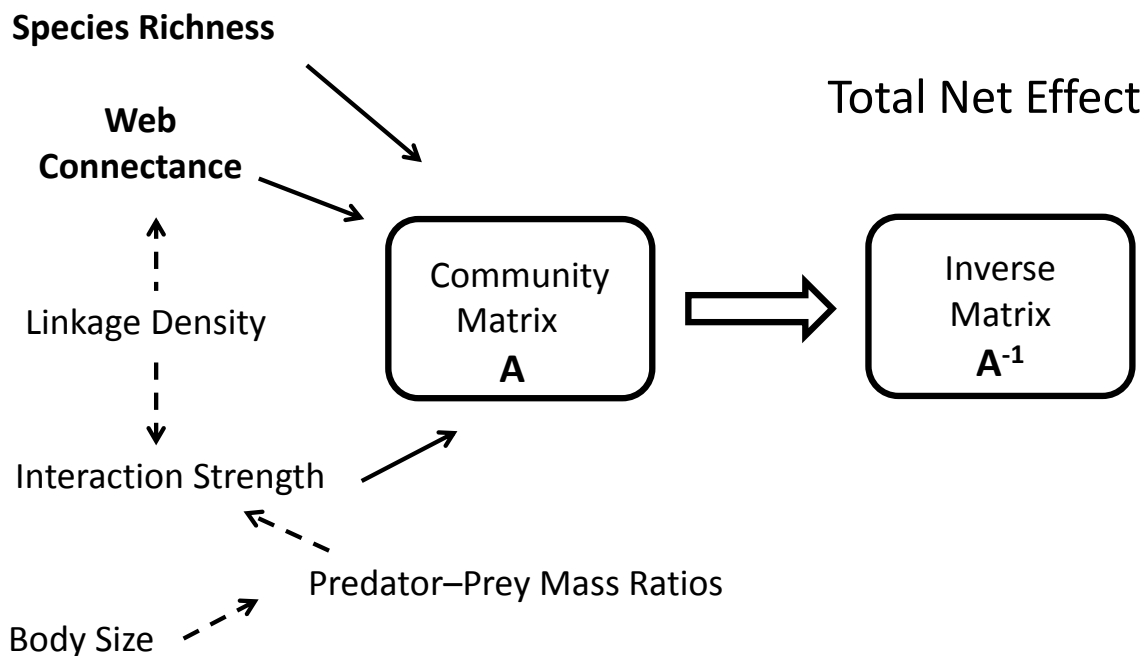 Species Richness
Total Net Effect
Web
Connectance
Community
Matrix
A
Inverse
Matrix
A⁻¹
Linkage Density
Interaction Strength
Predator–Prey Mass Ratios
Body Size